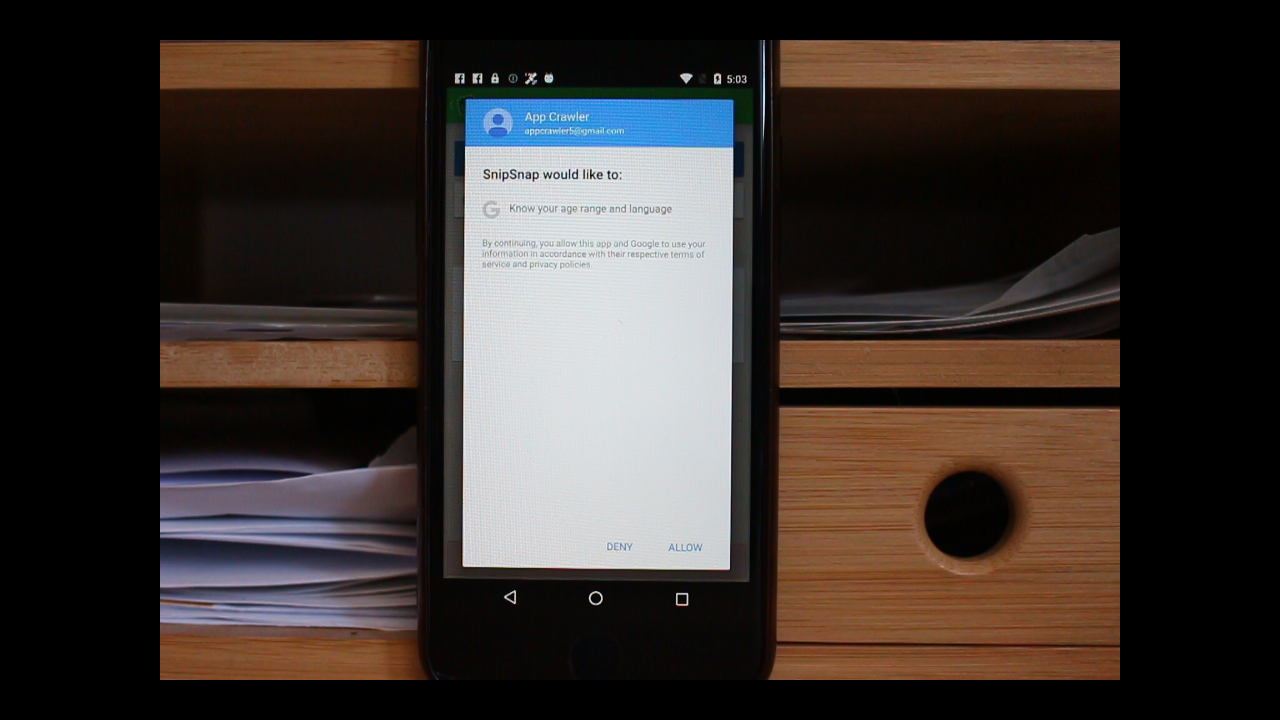 5:03
App Crawler
appcrawler5@gmail.com
SnipSnap would like to:
G Know your age range and language
By continuing, you allow this app and Google to use your
information in accordance with their respective terms of
service and privacy policies.
DENY ALLOW